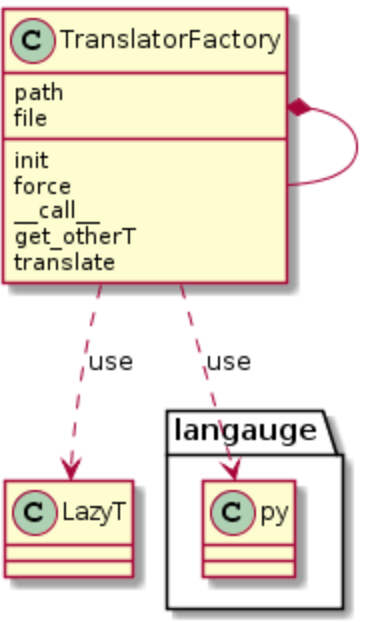 C TranslatorFactory
path
file
init
force
__call__
get_otherT
translate
use use
langauge
C LazyT
C py